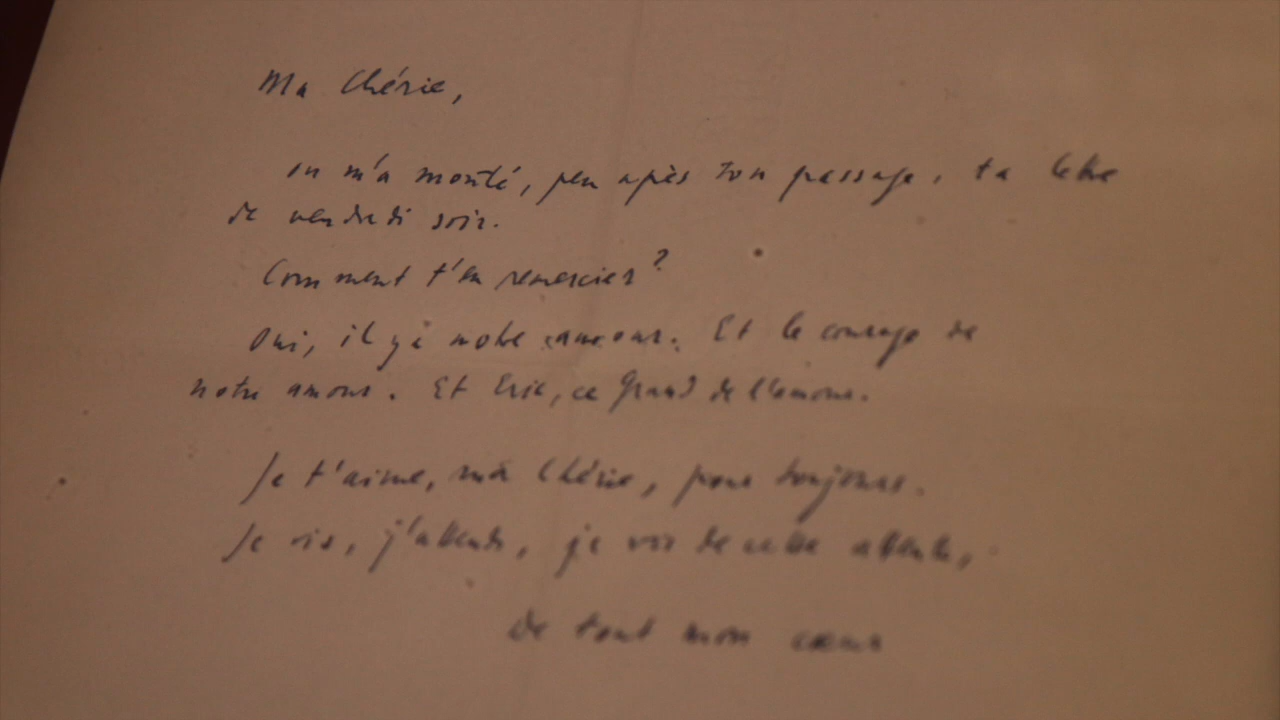 Ma Chérie,
on m'a monté, peu après ton passage, ta lettre
de vendredi soir.
Comment t'en remercier?
Oui, il y a notre amour. Et le courage de
notre amour. Et Eric, ce grand de l'amour.
Je t'aime, ma Chérie, pour toujours.
Je vis, j'attends, je vis de cette attente,
de tout mon cœur